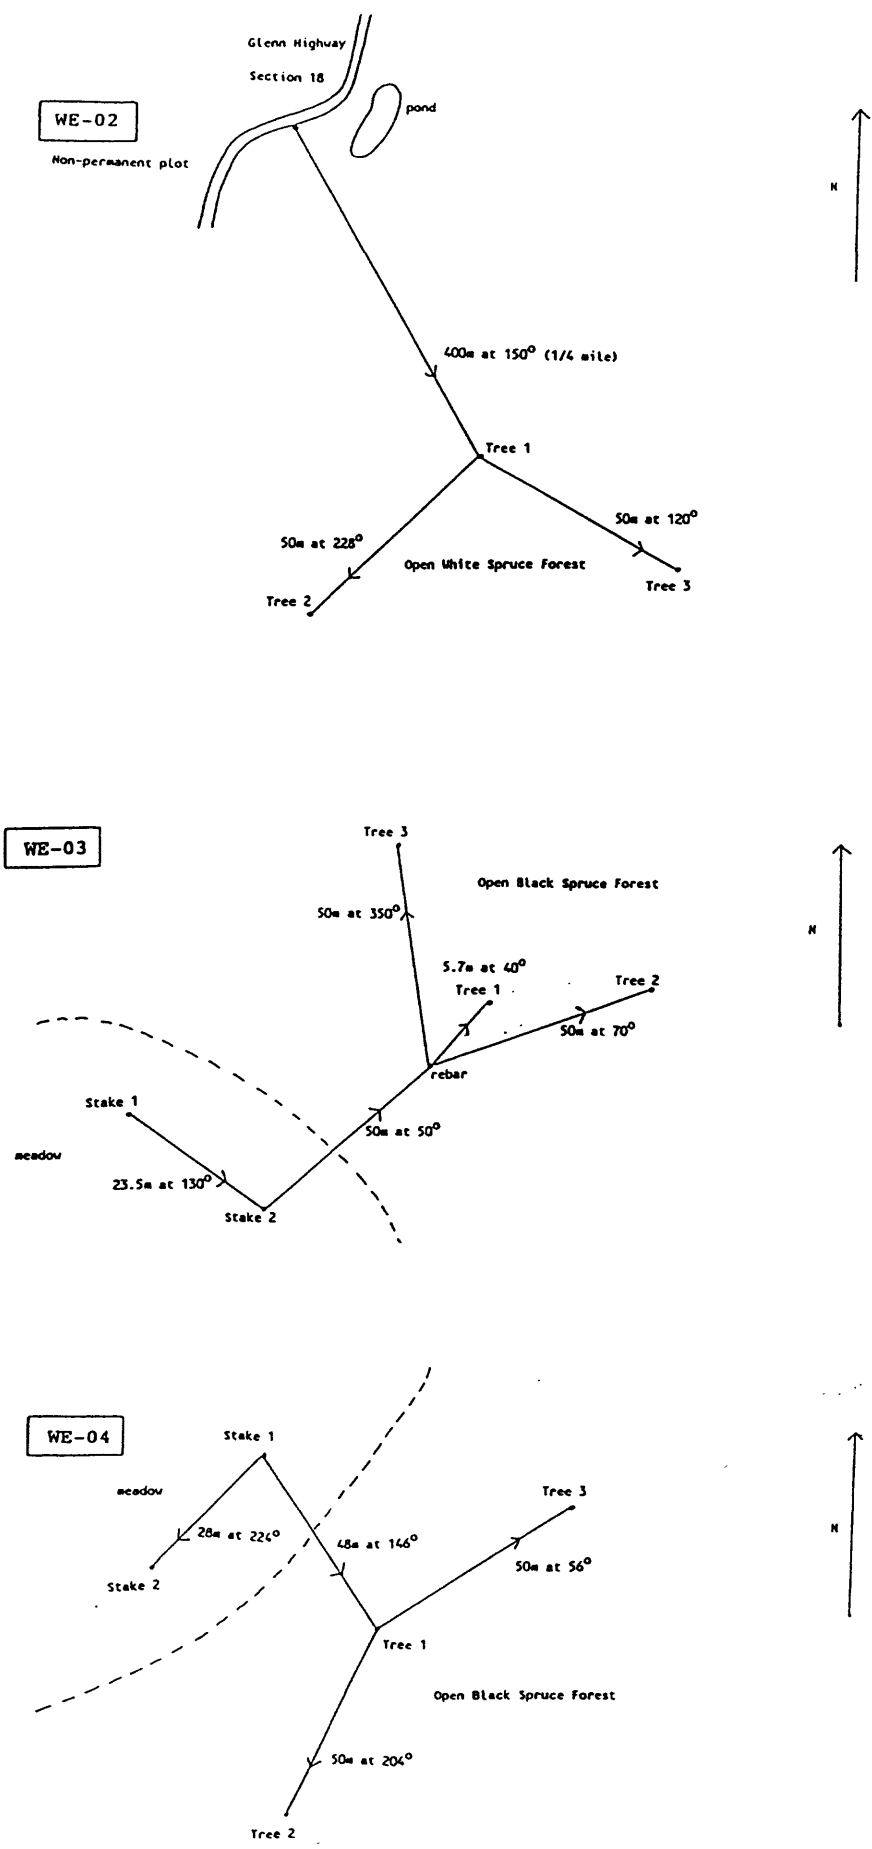 Glenn Highway
Section 18
pond
WE-02
Non-permanent plot
N
400m at 150° (1/4 mile)
Tree 1
50m at 120°
50m at 228°
Open White Spruce Forest
Tree 3
Tree 2
WE-03
Tree 3
Open Black Spruce Forest
50m at 350°
N
5.7m at 40°
Tree 1
Tree 2
50m at 70°
rebar
Stake 1
50m at 50°
meadow
23.5m at 130°
Stake 2
WE-04
Stake 1
meadow
Tree 3
28m at 224°
48m at 146°
N
50m at 56°
Stake 2
Tree 1
Open Black Spruce Forest
50m at 204°
Tree 2